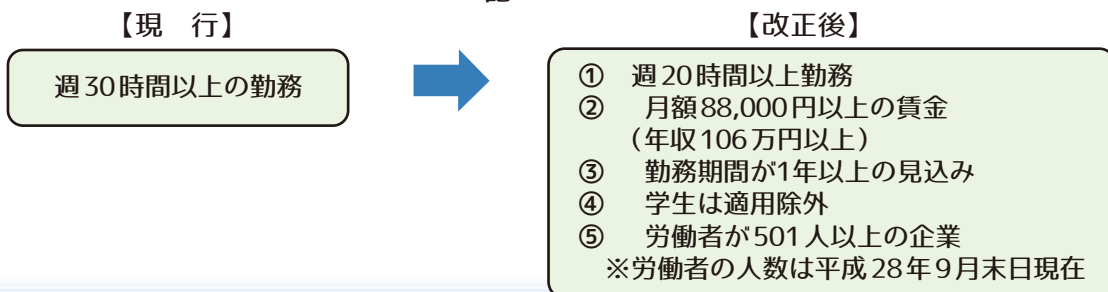 【現　行】
週30時間以上の勤務
【改正後】
①　週20時間以上勤務
②　月額88,000円以上の賃金
（年収106万円以上）
③　勤務期間が1年以上の見込み
④　学生は適用除外
⑤　労働者が501人以上の企業
※労働者の人数は平成28年9月末日現在